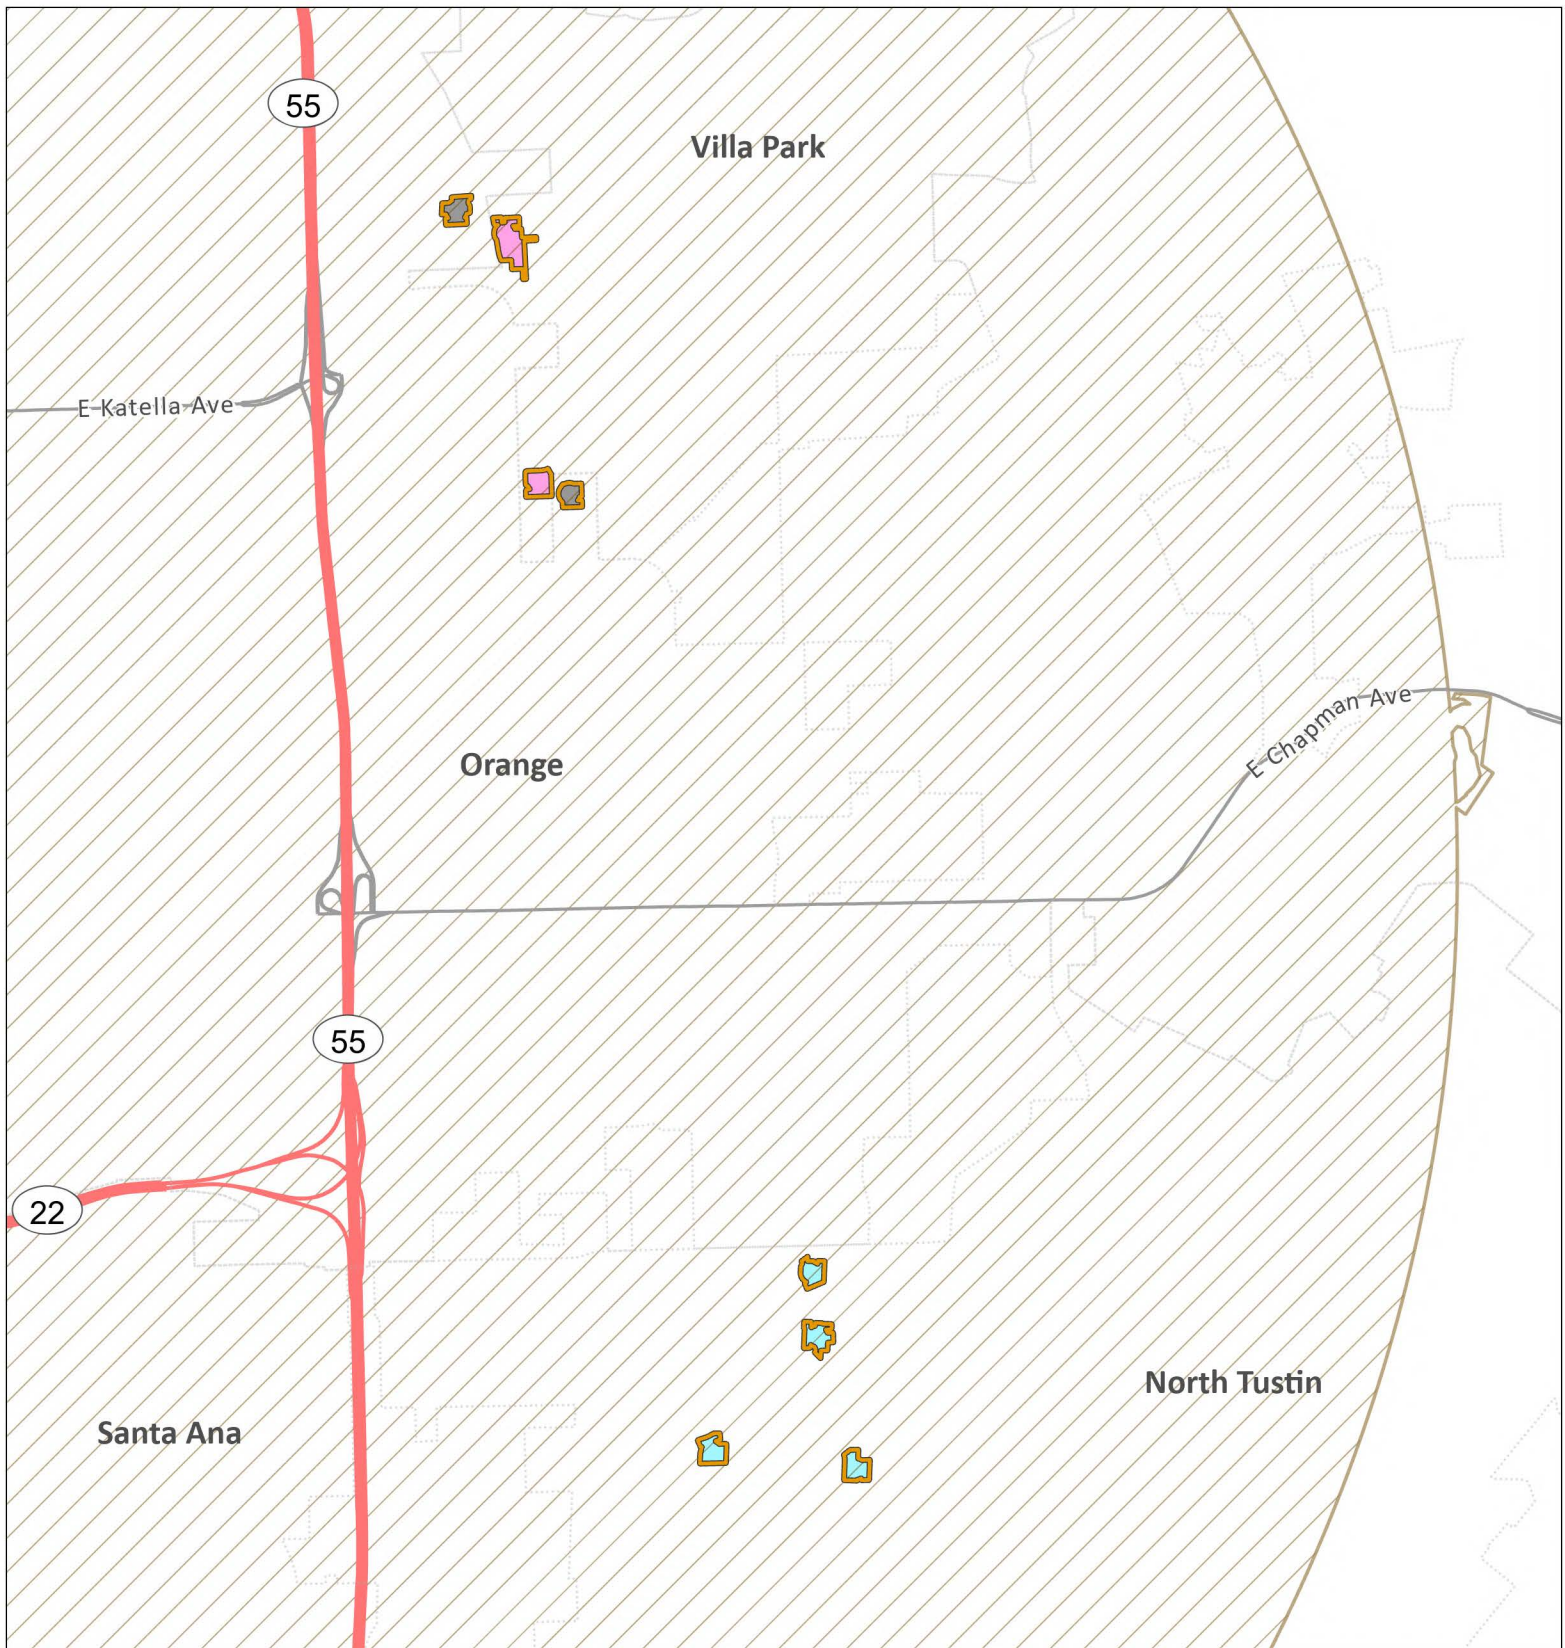 55
Villa Park
E Katella Ave
E Chapman Ave
Orange
55
22
North Tustin
Santa Ana